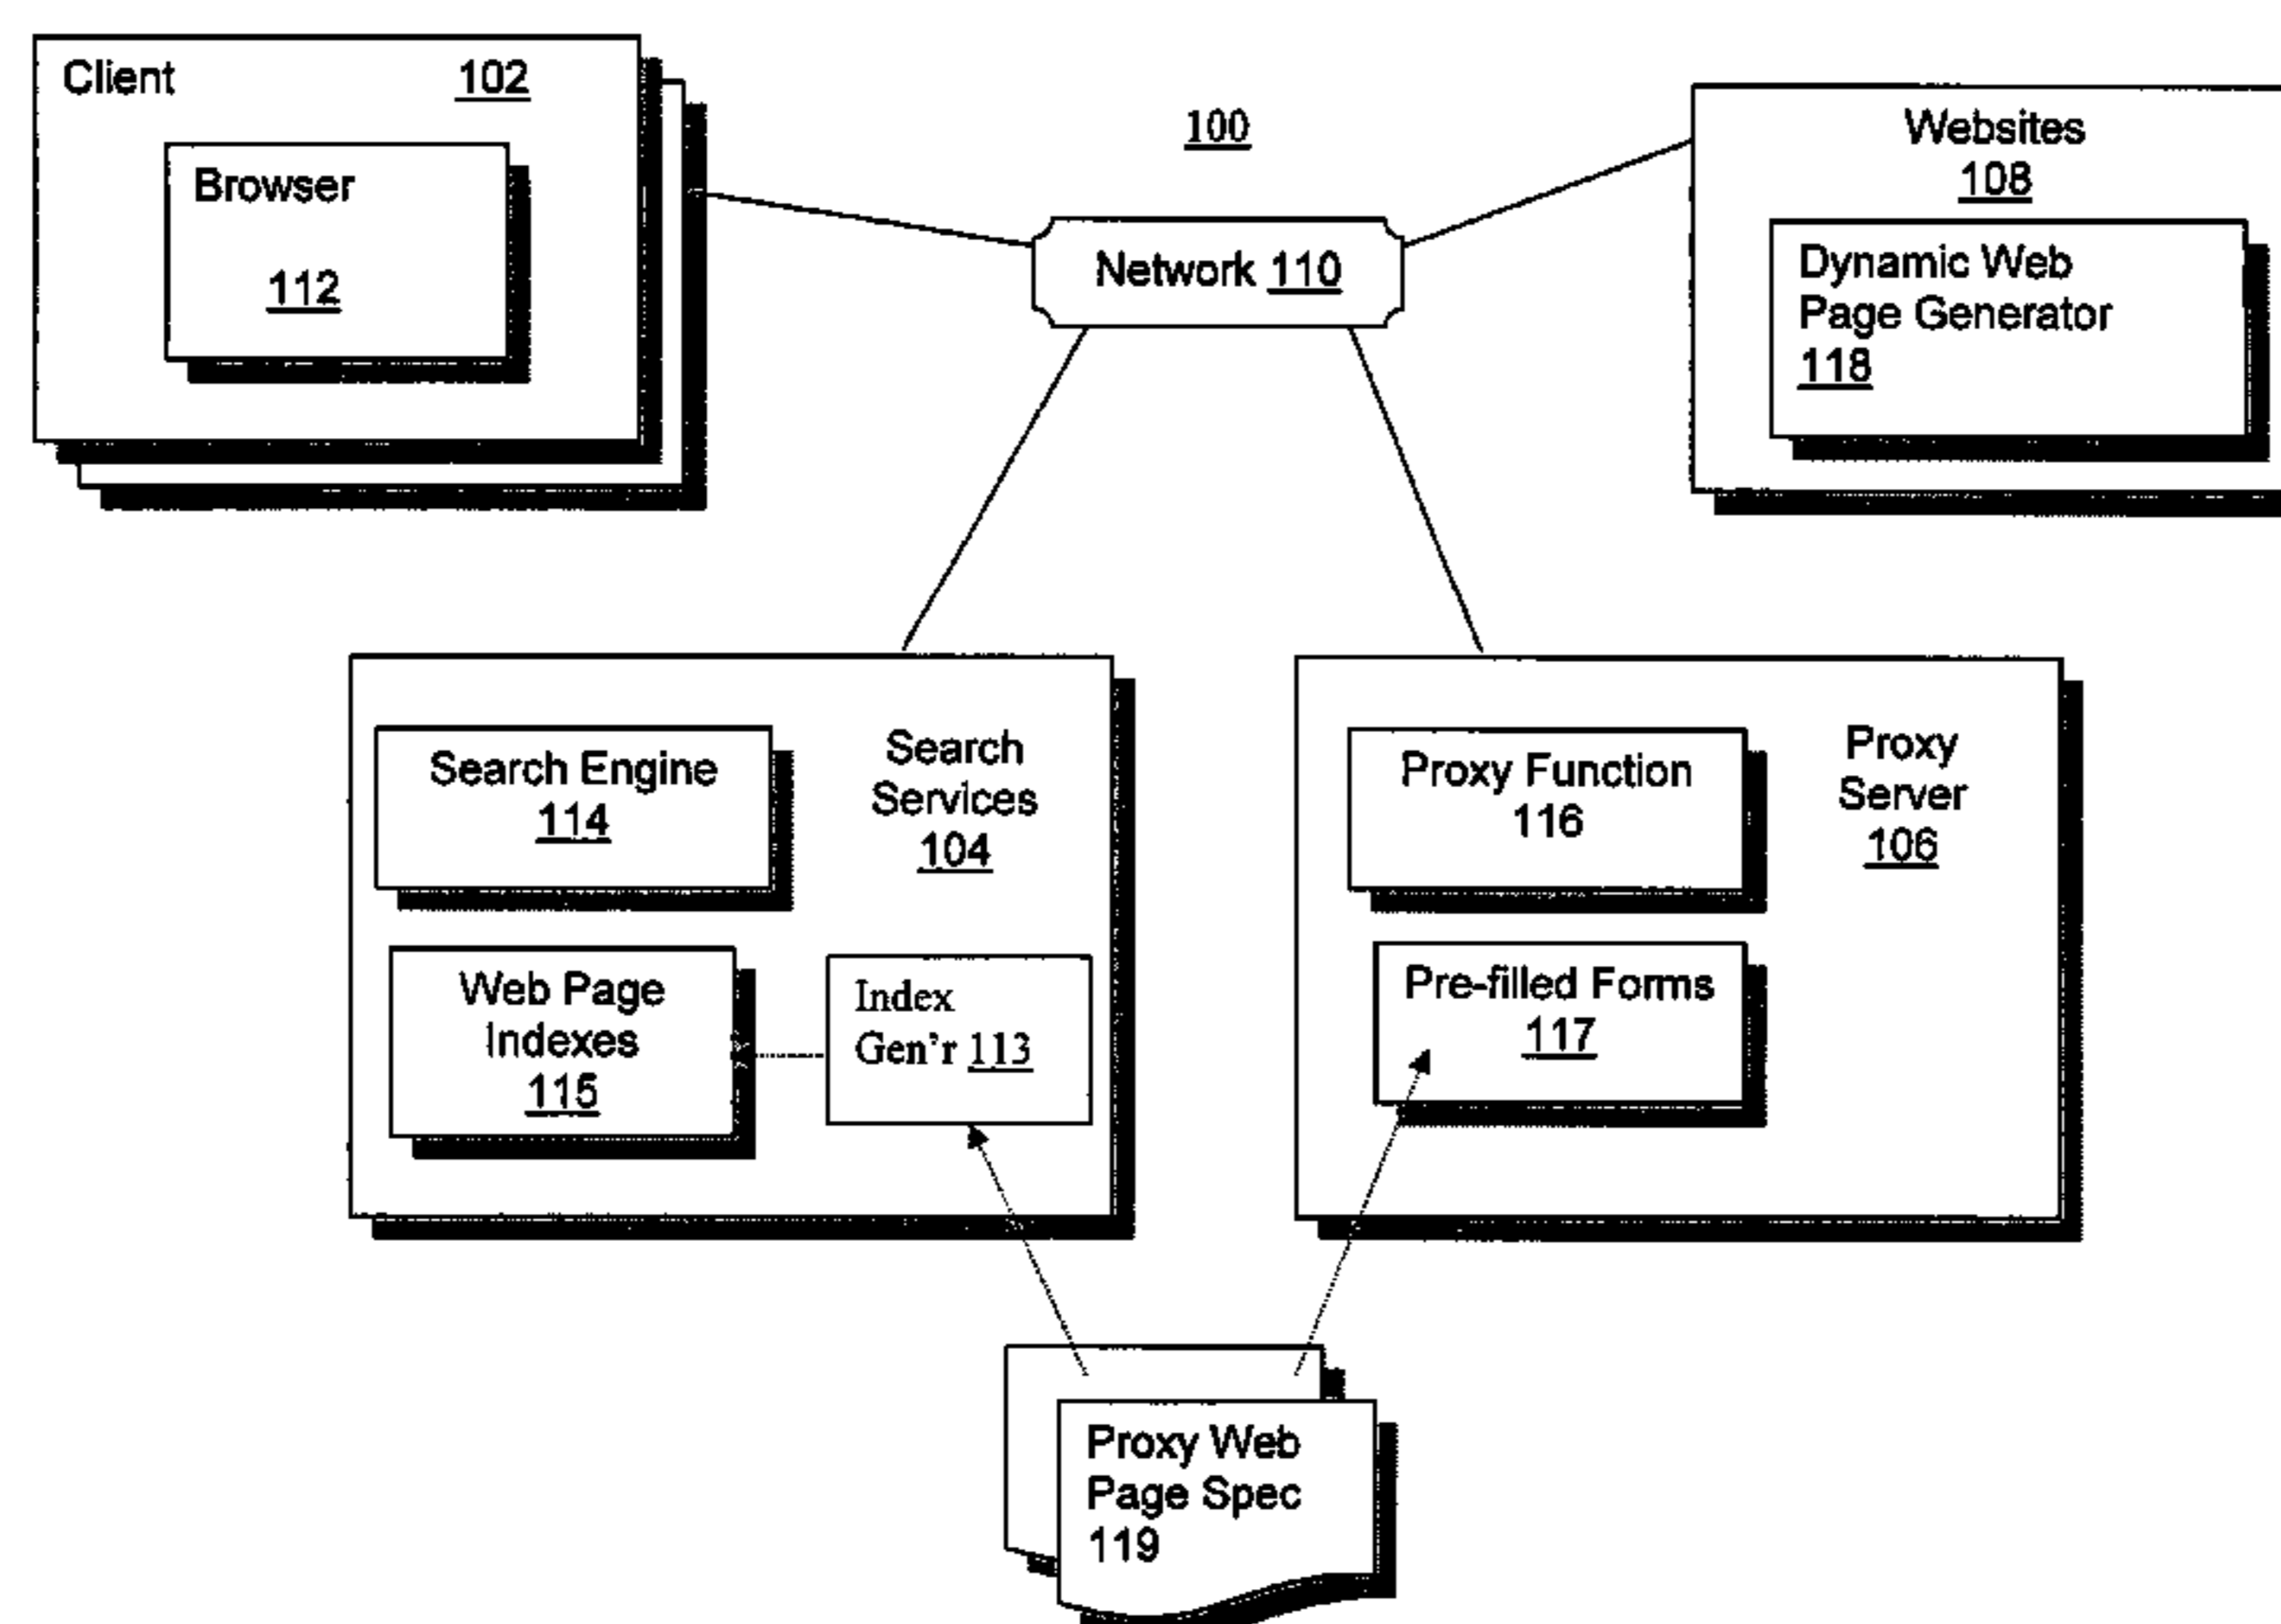 Client 102
Browser
112
100
Network 110
Websites
108
Dynamic Web
Page Generator
118
Search Engine
114
Search
Services
104
Web Page
Indexes
115
Index
Gen'r 113
Proxy Function
116
Proxy
Server
106
Pre-filled Forms
117
Proxy Web
Page Spec
119